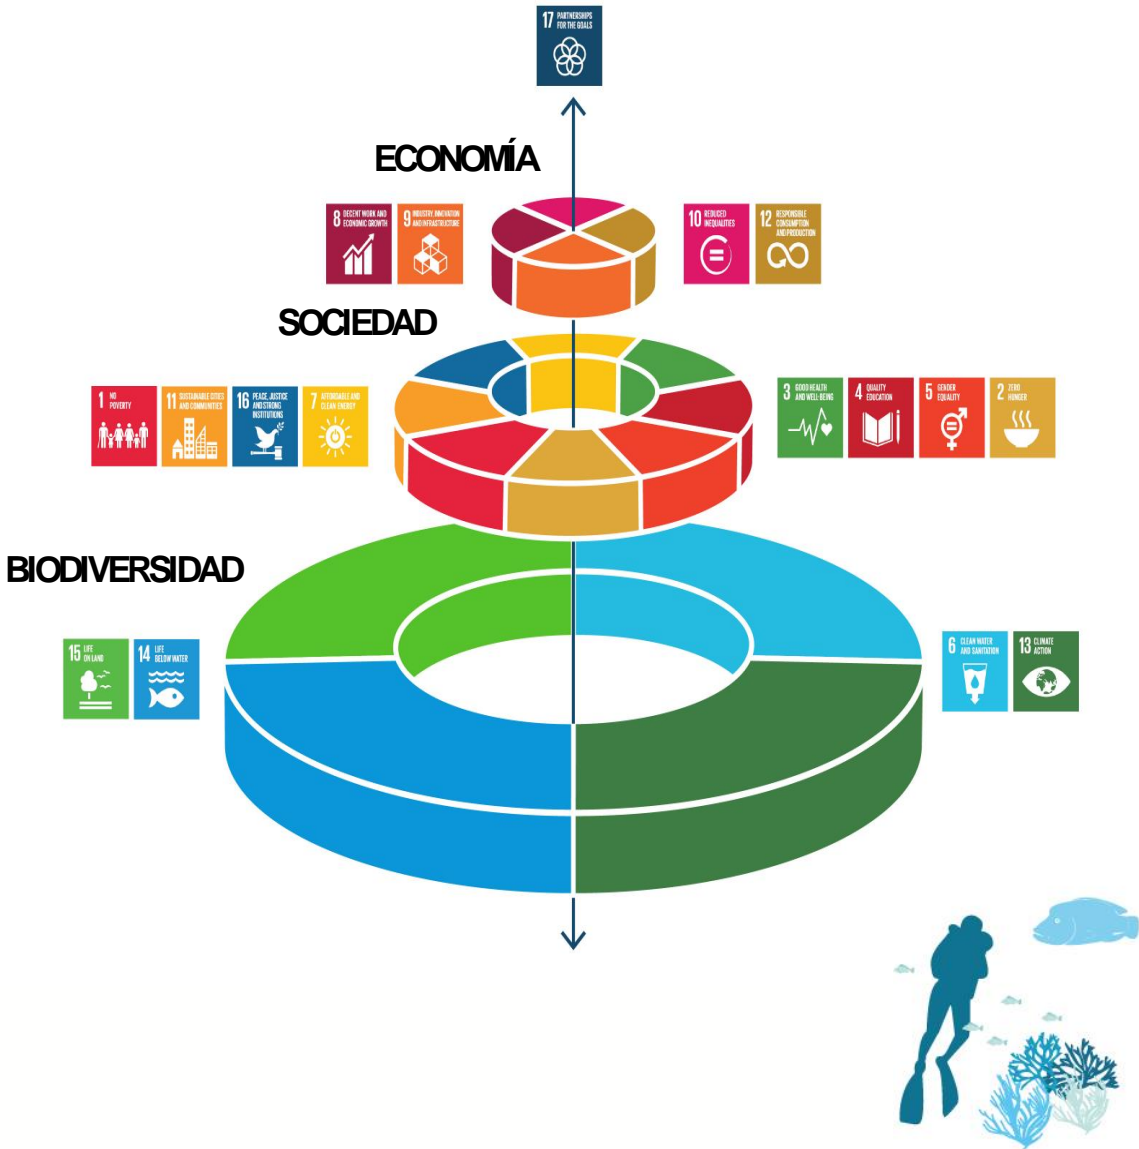 17 PARTNERSHIPS
FOR THE GOALS
ECONOMÍA
8 DECENT WORK AND
ECONOMIC GROWTH
9 INDUSTRY, INNOVATION
AND INFRASTRUCTURE
10 REDUCED
INEQUALITIES
12 RESPONSIBLE
CONSUMPTION
AND PRODUCTION
SOCIEDAD
1 NO
POVERTY
11 SUSTAINABLE CITIES
AND COMMUNITIES
16 PEACE, JUSTICE
AND STRONG
INSTITUTIONS
7 AFFORDABLE AND
CLEAN ENERGY
3 GOOD HEALTH
AND WELL-BEING
4 QUALITY
EDUCATION
5 GENDER
EQUALITY
2 ZERO
HUNGER
BIODIVERSIDAD
15 LIFE
ON LAND
14 LIFE
BELOW WATER
6 CLEAN WATER
AND SANITATION
13 CLIMATE
ACTION